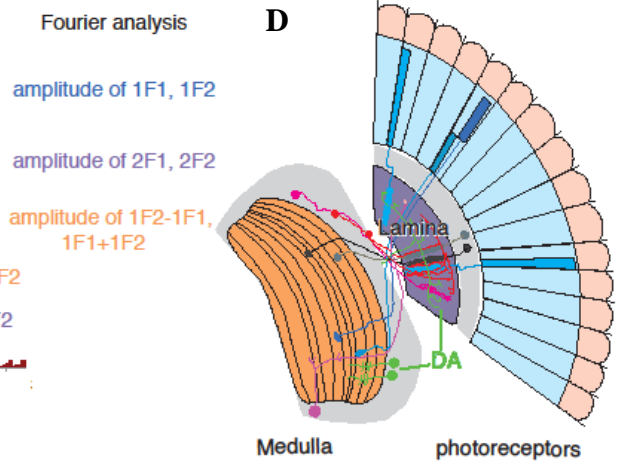 Fourier analysis
D
amplitude of 1F1, 1F2
amplitude of 2F1, 2F2
amplitude of 1F2-1F1,
1F1+1F2
F2
F2
Lamina
DA
Medulla
photoreceptors